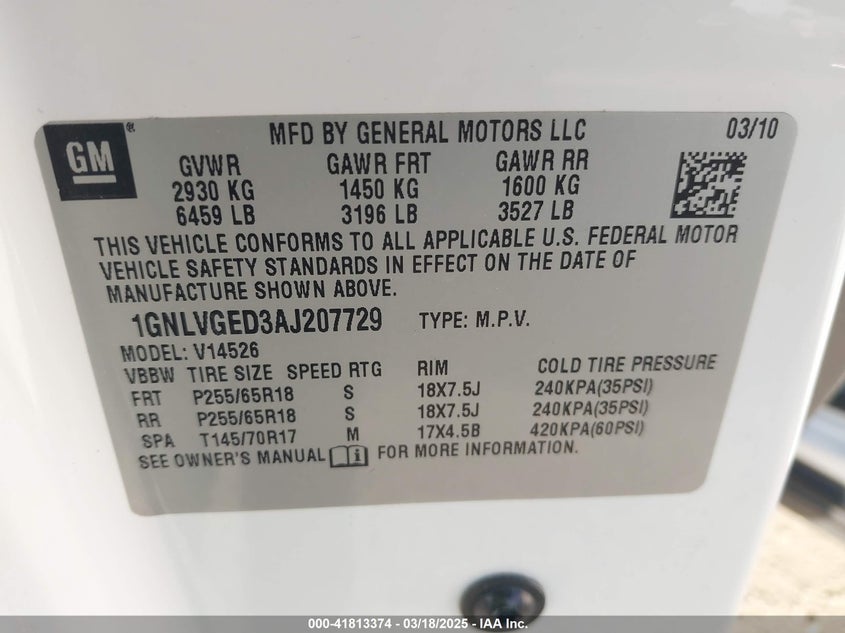 GM®
MFD BY GENERAL MOTORS LLC 03/10
GVWR GAWR FRT GAWR RR
2930 KG 1450 KG 1600 KG
6459 LB 3196 LB 3527 LB
THIS VEHICLE CONFORMS TO ALL APPLICABLE U.S. FEDERAL MOTOR
VEHICLE SAFETY STANDARDS IN EFFECT ON THE DATE OF
MANUFACTURE SHOWN ABOVE.
1GNLVGED3AJ207729 TYPE: M.P.V.
MODEL: V14526
VBBW TIRE SIZE SPEED RTG RIM COLD TIRE PRESSURE
FRT P255/65R18 S 18X7.5J 240KPA(35PSI)
RR P255/65R18 S 18X7.5J 240KPA(35PSI)
SPA T145/70R17 M 17X4.5B 420KPA(60PSI)
SEE OWNER'S MANUAL FOR MORE INFORMATION.
000-41813374 - 03/18/2025 - IAA Inc.